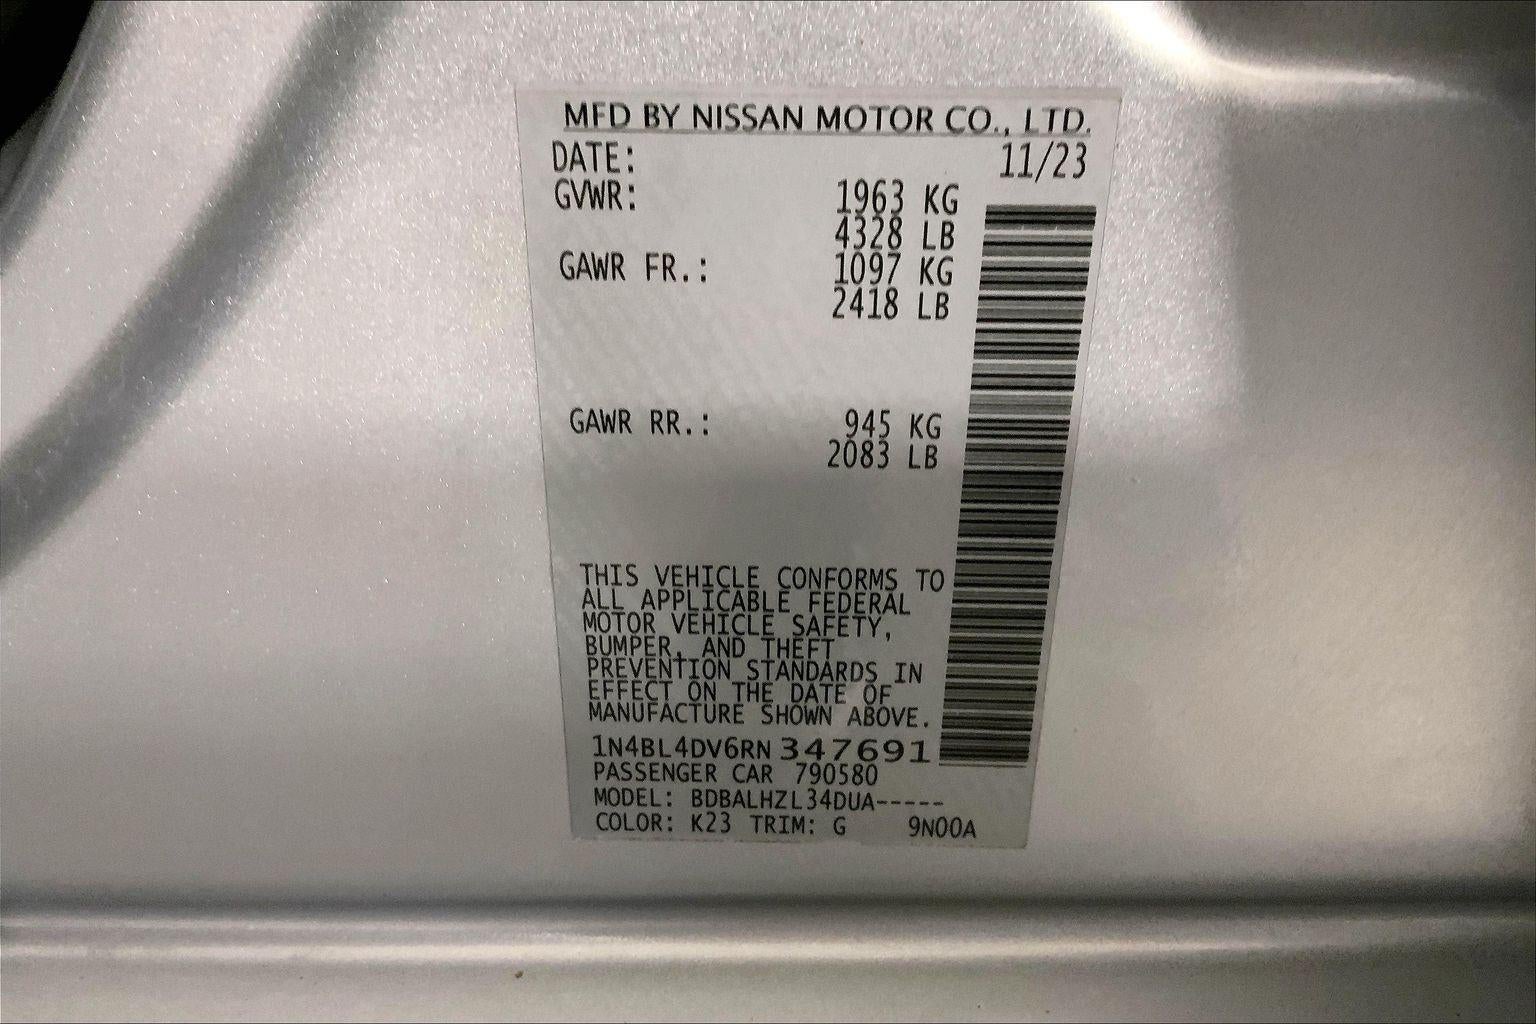 MFD BY NISSAN MOTOR CO., LTD.
DATE: 11/23
GVWR: 1963 KG
4328 LB
GAWR FR.: 1097 KG
2418 LB
GAWR RR.: 945 KG
2083 LB
THIS VEHICLE CONFORMS TO
ALL APPLICABLE FEDERAL
MOTOR VEHICLE SAFETY,
BUMPER, AND THEFT
PREVENTION STANDARDS IN
EFFECT ON THE DATE OF
MANUFACTURE SHOWN ABOVE.
1N4BL4DV6RN 347691
PASSENGER CAR 790580
MODEL: BDBALHZL34DUA-----
COLOR: K23 TRIM: G 9N00A